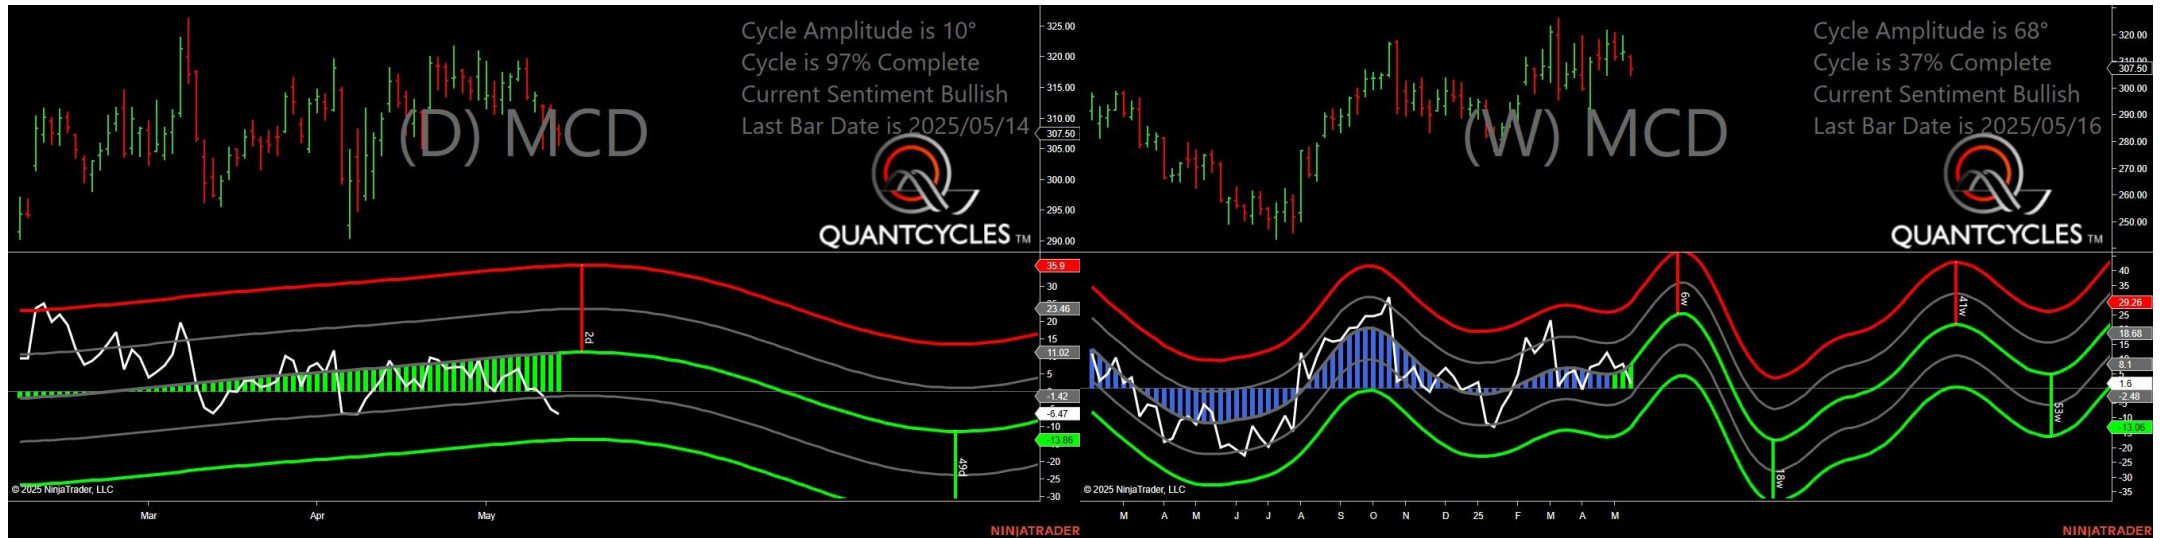 Cycle Amplitude is 10°
Cycle is 97% Complete
Current Sentiment Bullish
Last Bar Date is 2025/05/14
(D) MCD
QUANTCYCLES TM
325.00
320.00
315.00
310.00
307.50
305.00
300.00
295.00
290.00
35.9
30
23.46
20
15
11.02
5
-1.42
-6.47
-10
-13.86
-20
-25
-30
2d
49d
© 2025 NinjaTrader, LLC
Mar Apr May
NINJATRADER
Cycle Amplitude is 68°
Cycle is 37% Complete
Current Sentiment Bullish
Last Bar Date is 2025/05/16
(W) MCD
QUANTCYCLES TM
320.00
307.50
300.00
290.00
280.00
270.00
260.00
250.00
40
35
29.26
25
18.68
15
8.1
1.6
-2.48
-10
-13.06
-20
-25
-30
-35
6w
18w
41w
53w
© 2025 NinjaTrader, LLC
M A M J J A S O N D 25 F M A M
NINJATRADER